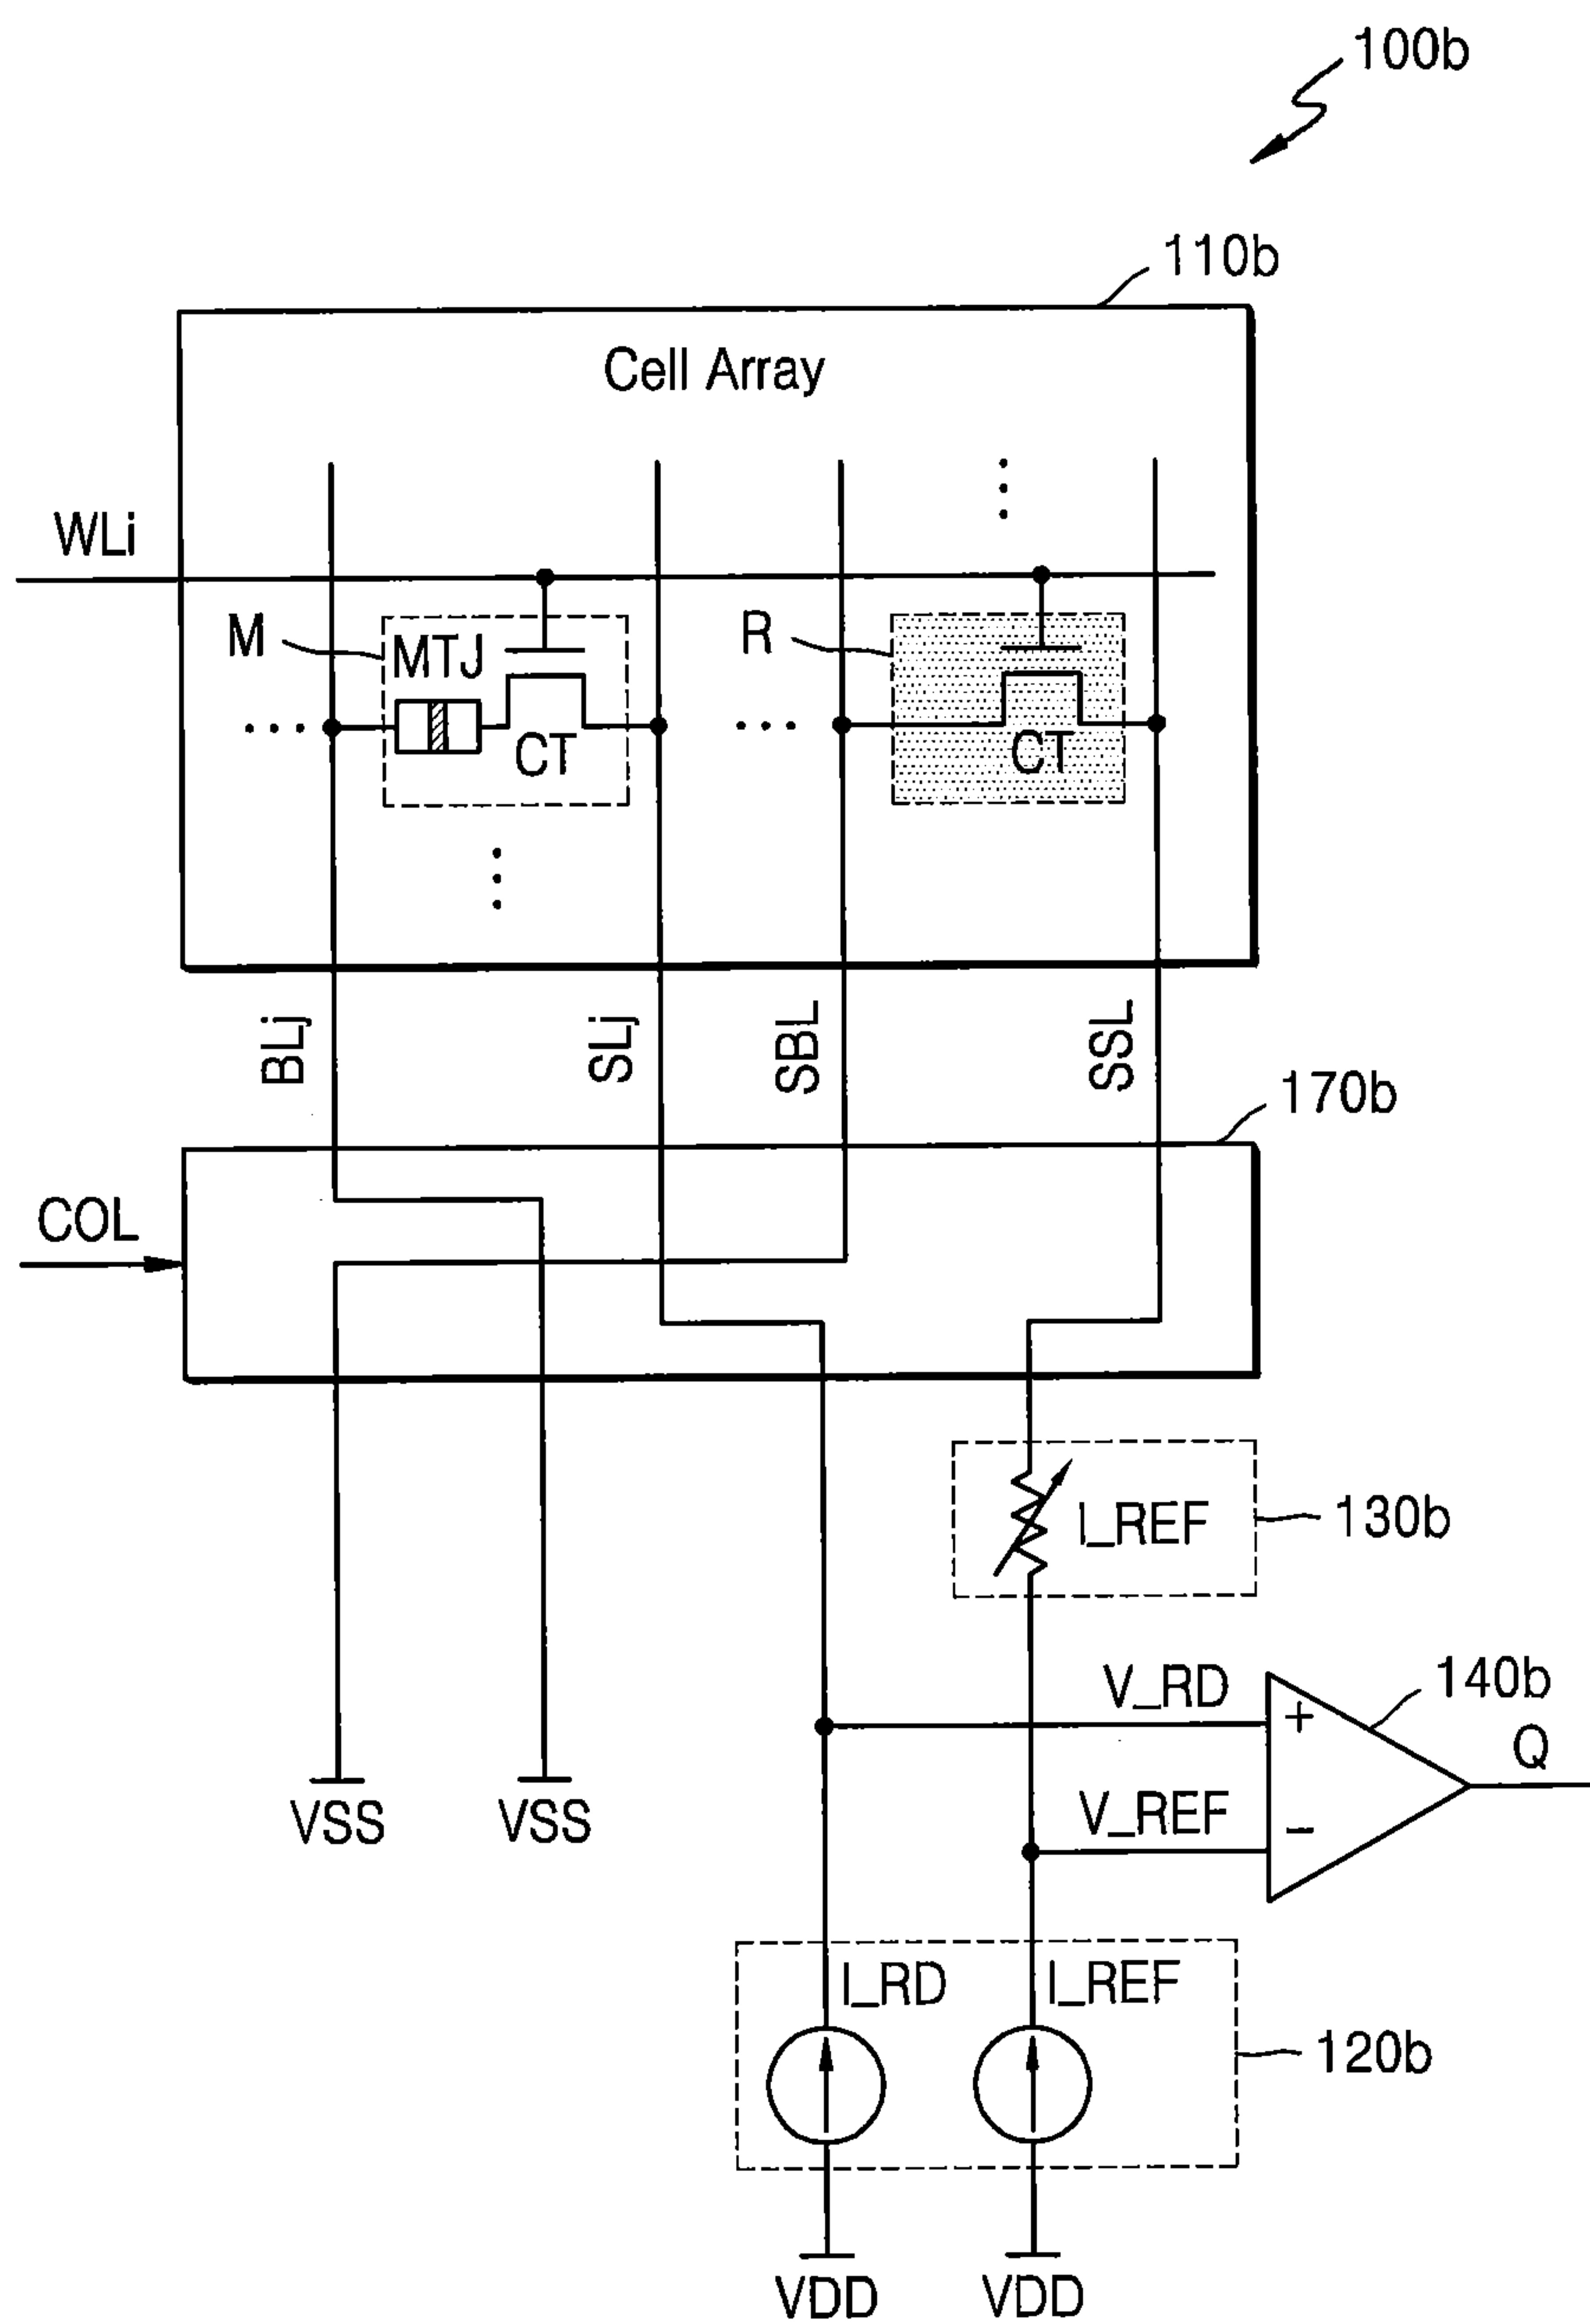 100b
110b
Cell Array
WLi
M
MTJ
CT
R
CT
BLj
SLj
SBL
SSL
170b
COL
I_REF
130b
V_RD
140b
+
Q
V_REF
−
VSS
VSS
I_RD
I_REF
120b
VDD
VDD